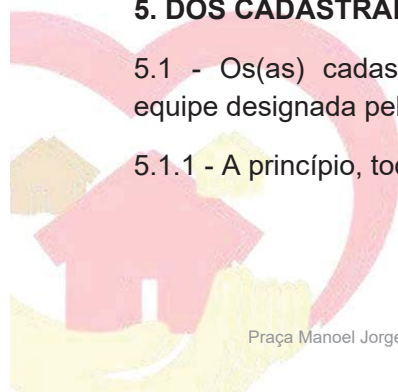 5. DOS CADASTRA
5.1 - Os(as) cadas
equipe designada pel
5.1.1 - A princípio, to
Praça Manoel Jorge